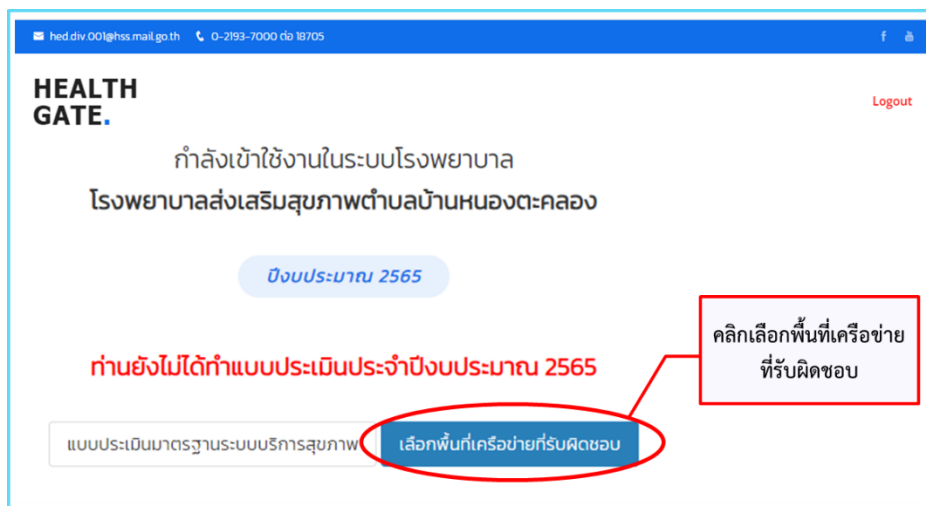 hed.div.001@hss.mail.go.th 0-2193-7000 ต่อ 18705
HEALTH
GATE.
Logout
กำลังเข้าใช้งานในระบบโรงพยาบาล
โรงพยาบาลส่งเสริมสุขภาพตำบลบ้านหนองตะคลอง
ปีงบประมาณ 2565
คลิกเลือกพื้นที่เครือข่าย
ที่รับผิดชอบ
ท่านยังไม่ได้ทำแบบประเมินประจำปีงบประมาณ 2565
แบบประเมินมาตรฐานระบบบริการสุขภาพ เลือกพื้นที่เครือข่ายที่รับผิดชอบ